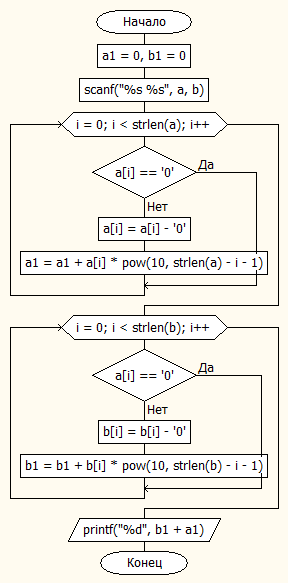 Начало
a1 = 0, b1 = 0
scanf("%s %s", a, b)
i = 0; i < strlen(a); i++
a[i] == '0'
Да
Нет
a[i] = a[i] - '0'
a1 = a1 + a[i] * pow(10, strlen(a) - i - 1)
i = 0; i < strlen(b); i++
a[i] == '0'
Да
Нет
b[i] = b[i] - '0'
b1 = b1 + b[i] * pow(10, strlen(b) - i - 1)
printf("%d", b1 + a1)
Конец